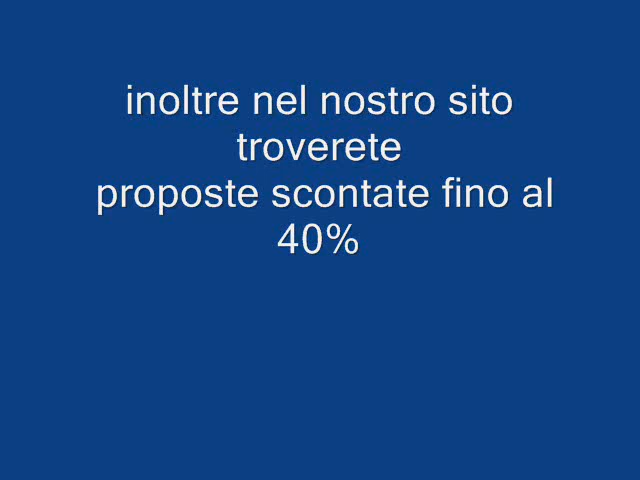 inoltre nel nostro sito
troverete
proposte scontate fino al
40%